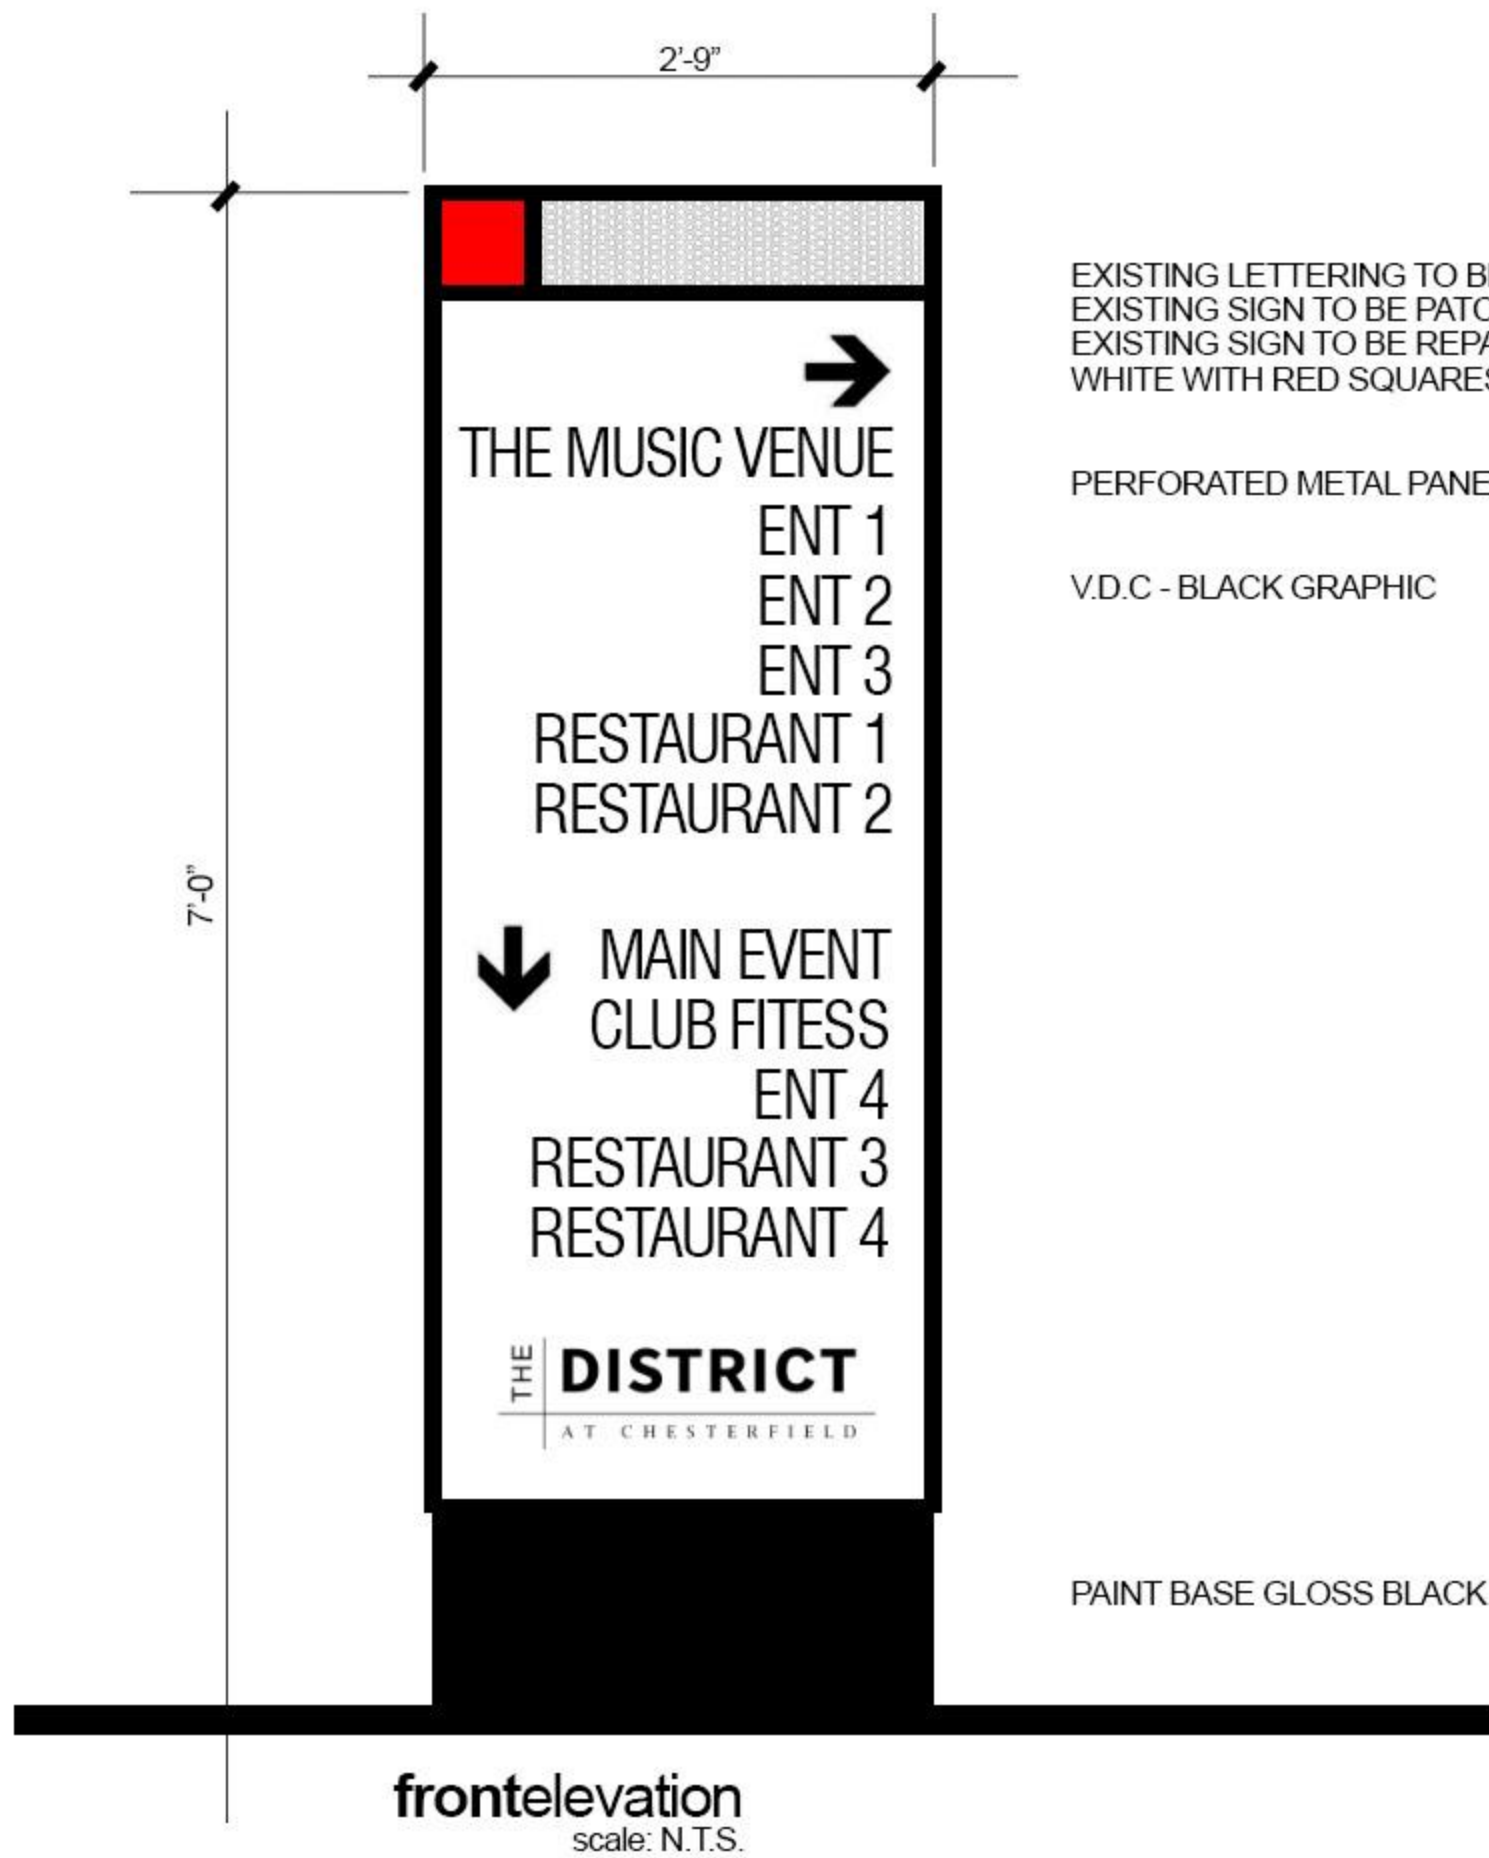 2'-9"
EXISTING LETTERING TO
EXISTING SIGN TO BE
EXISTING SIGN TO BE
WHITE WITH RED
PERFORATED METAL
V.D.C - BLACK GRAPHIC
THE MUSIC VENUE
ENT 1
ENT 2
ENT 3
RESTAURANT 1
RESTAURANT 2
7'-0"
MAIN EVENT
CLUB FITESS
ENT 4
RESTAURANT 3
RESTAURANT 4
THE
DISTRICT
AT CHESTERFIELD
PAINT BASE GLOSS BLACK
frontelevation
scale: N.T.S.